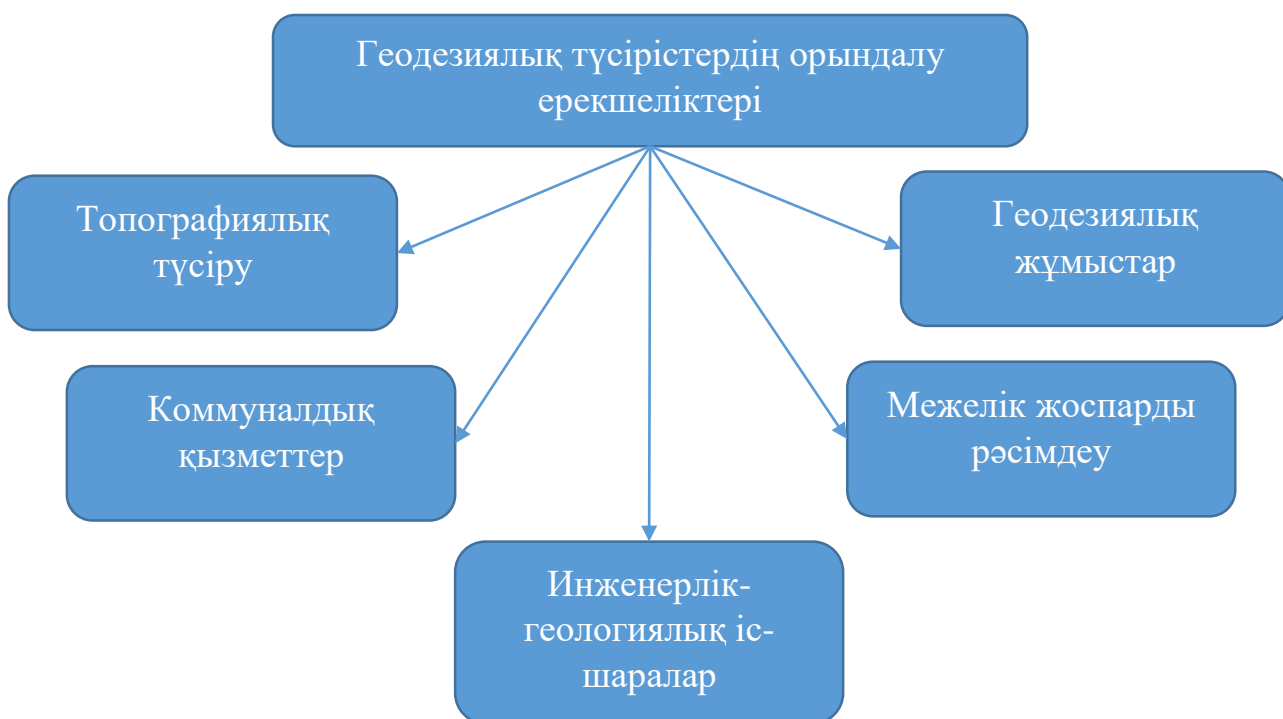 Геодезиялық түсірістердің орындалу
ерекшеліктері
Топографиялық
түсіру
Геодезиялық
жұмыстар
Коммуналдық
қызметтер
Межелік жоспарды
рәсімдеу
Инженерлік-
геологиялық іс-
шаралар